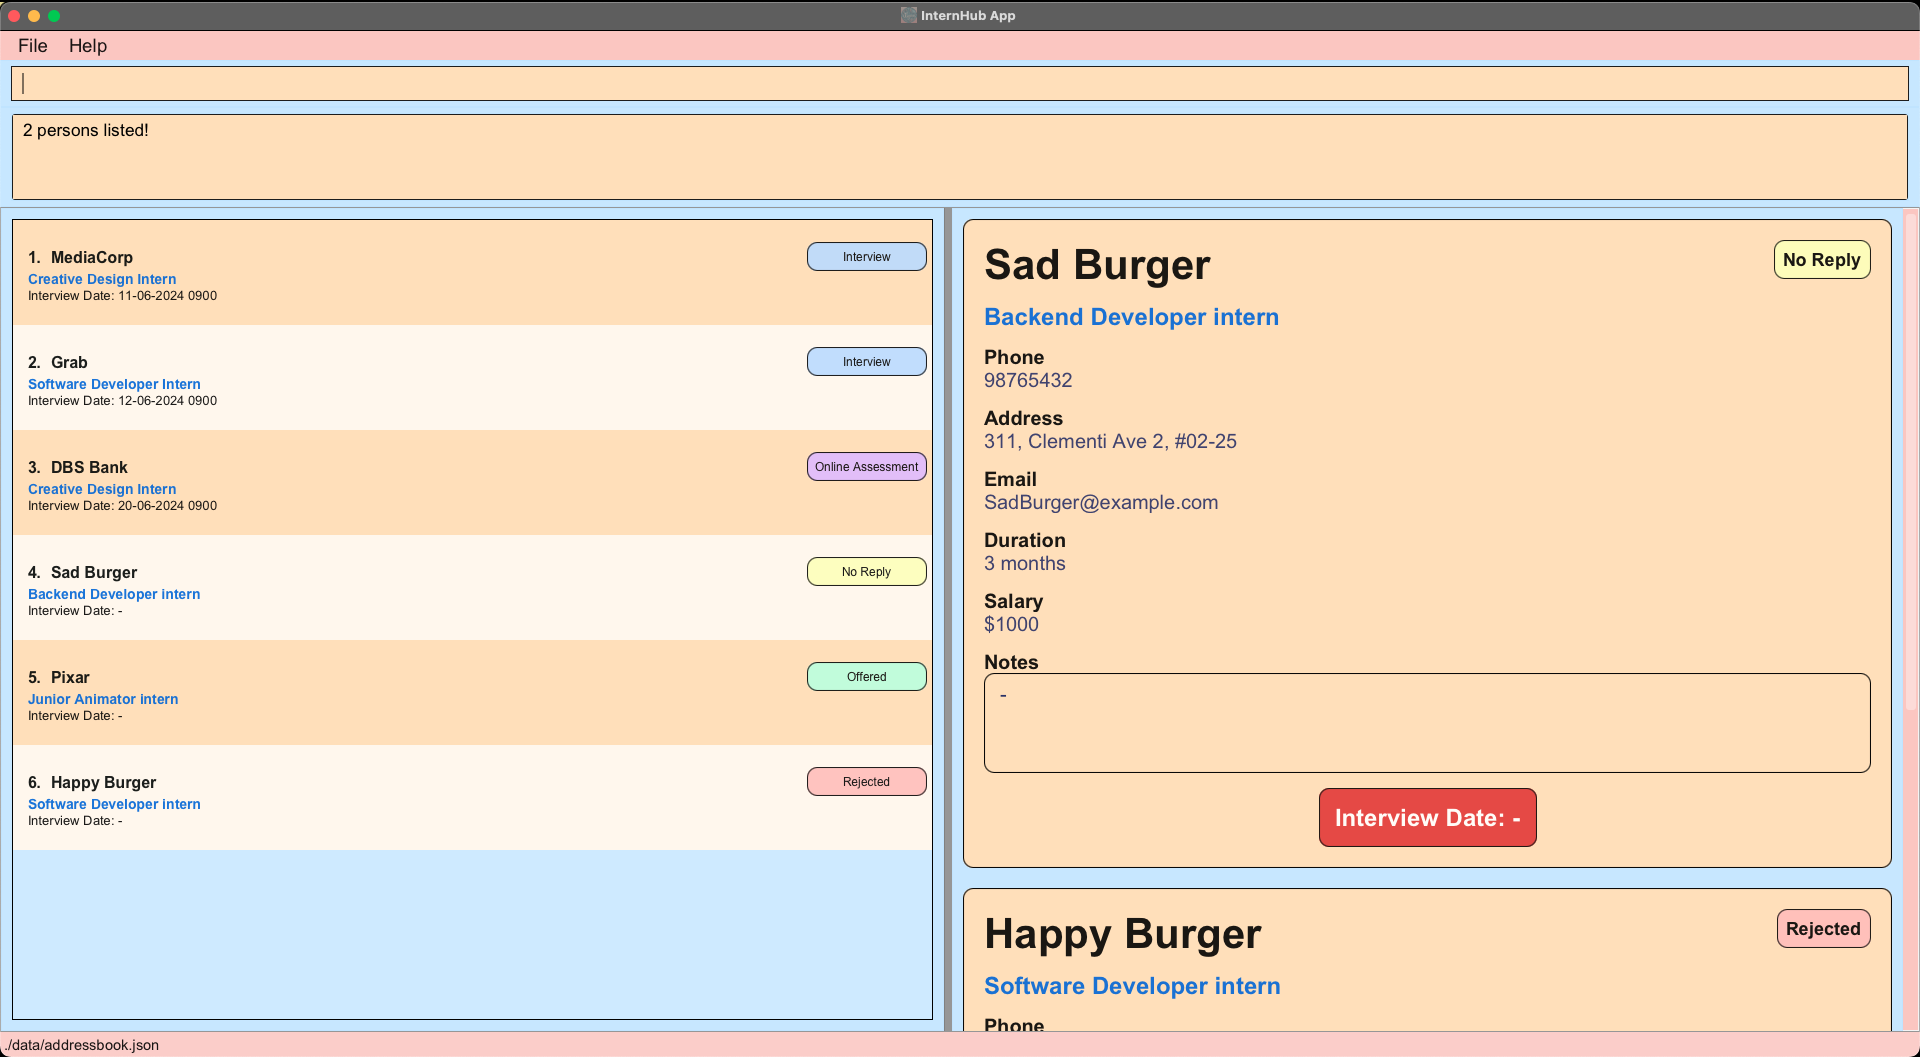 InternHub App
File Help
2 persons listed!
1. MediaCorp
Interview
Creative Design Intern
Interview Date: 11-06-2024 0900
2. Grab
Interview
Software Developer Intern
Interview Date: 12-06-2024 0900
3. DBS Bank
Online Assessment
Creative Design Intern
Interview Date: 20-06-2024 0900
4. Sad Burger
No Reply
Backend Developer intern
Interview Date: -
5. Pixar
Offered
Junior Animator intern
Interview Date: -
6. Happy Burger
Rejected
Software Developer intern
Interview Date: -
Sad Burger
No Reply
Backend Developer intern
Phone
98765432
Address
311, Clementi Ave 2, #02-25
Email
SadBurger@example.com
Duration
3 months
Salary
$1000
Notes
-
Interview Date: -
Happy Burger
Rejected
Software Developer intern
Phone
./data/addressbook.json